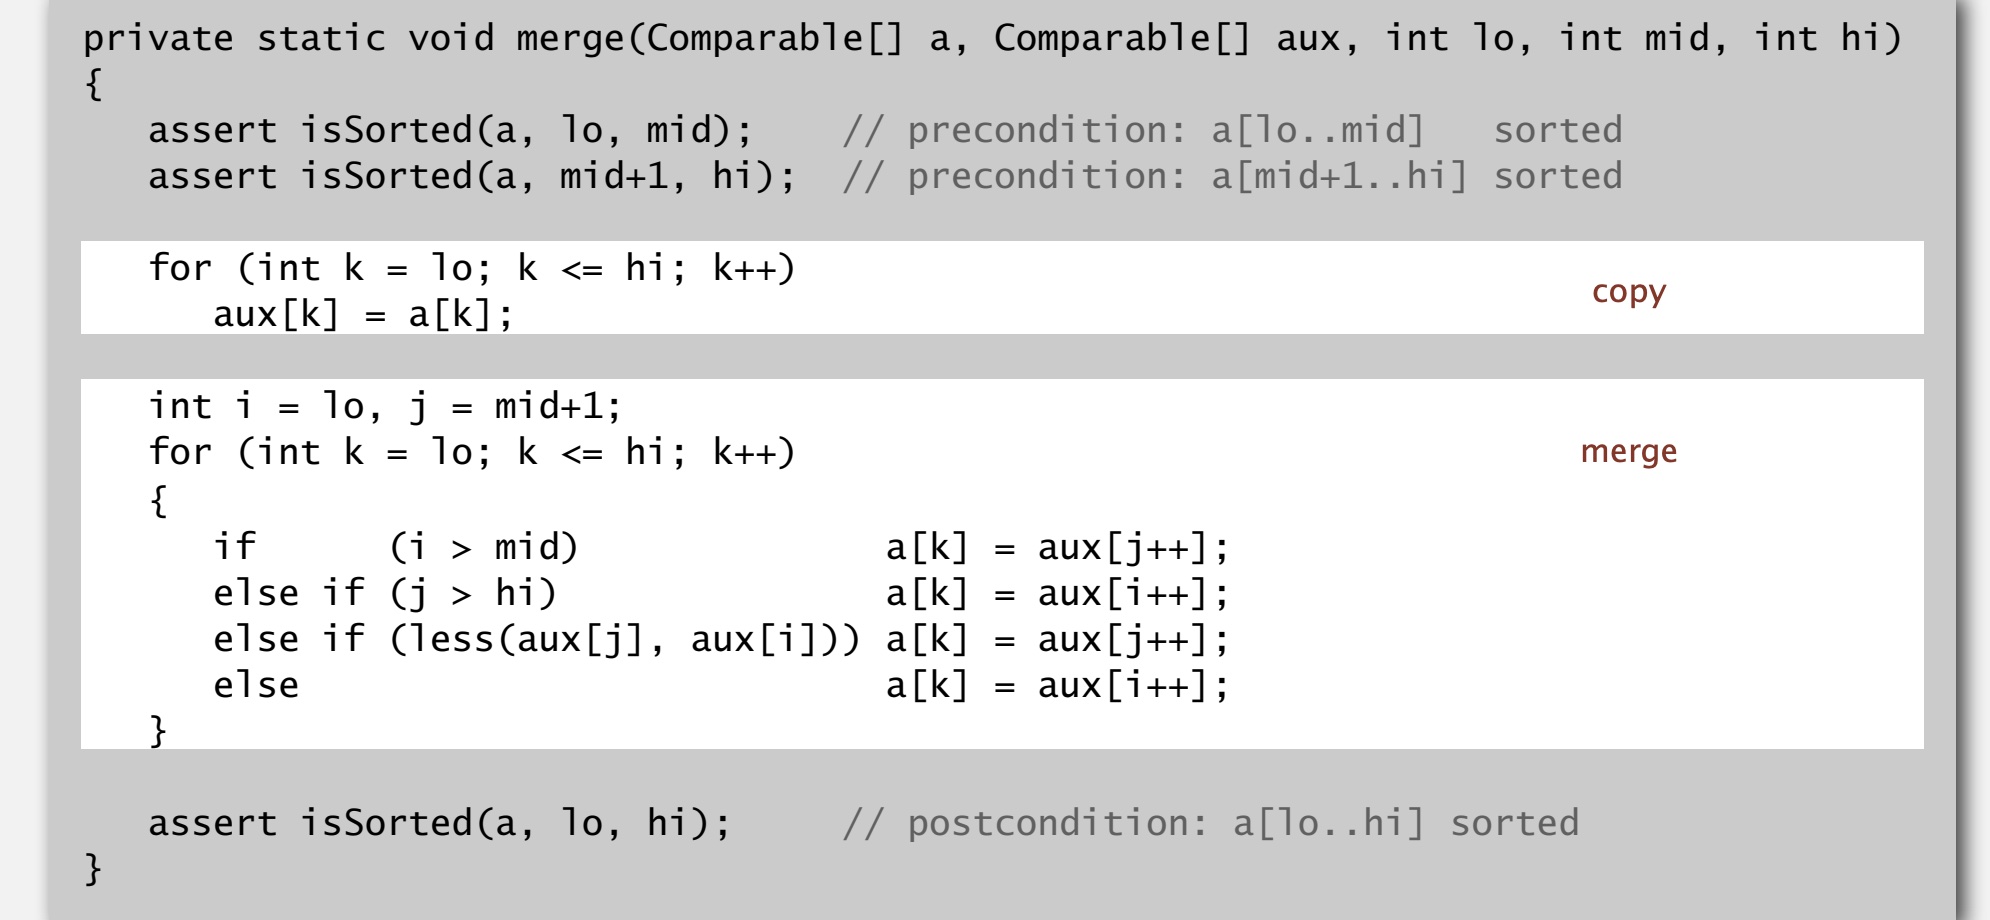 private static void merge(Comparable[] a, Comparable[] aux, int lo, int mid, int hi)
{
   assert isSorted(a, lo, mid);    // precondition: a[lo..mid]   sorted
   assert isSorted(a, mid+1, hi);  // precondition: a[mid+1..hi] sorted
   for (int k = lo; k <= hi; k++)
      aux[k] = a[k];
copy
   int i = lo, j = mid+1;
   for (int k = lo; k <= hi; k++)
merge
   {
      if      (i > mid)              a[k] = aux[j++];
      else if (j > hi)               a[k] = aux[i++];
      else if (less(aux[j], aux[i])) a[k] = aux[j++];
      else                           a[k] = aux[i++];
   }
   assert isSorted(a, lo, hi);     // postcondition: a[lo..hi] sorted
}